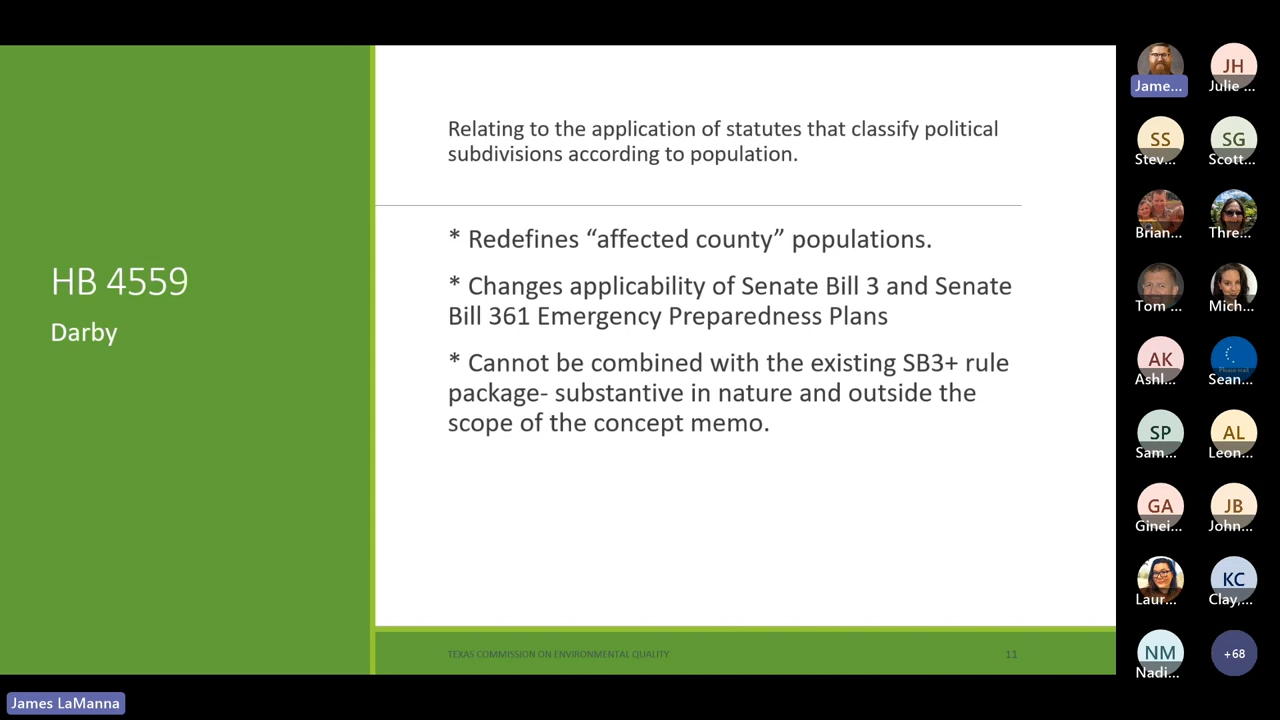 HB 4559
Darby
Relating to the application of statutes that classify political
subdivisions according to population.
* Redefines “affected county” populations.
* Changes applicability of Senate Bill 3 and Senate
Bill 361 Emergency Preparedness Plans
* Cannot be combined with the existing SB3+ rule
package- substantive in nature and outside the
scope of the concept memo.
TEXAS COMMISSION ON ENVIRONMENTAL QUALITY
11
Jame...
JH
Julie ...
SS
Stev...
SG
Scott...
Brian...
Thre...
Tom ...
Mich...
AK
Ashl...
Sean...
SP
Sam...
AL
Leon...
GA
Ginei...
JB
John...
Laur...
KC
Clay,...
NM
Nadi...
+68
James LaManna